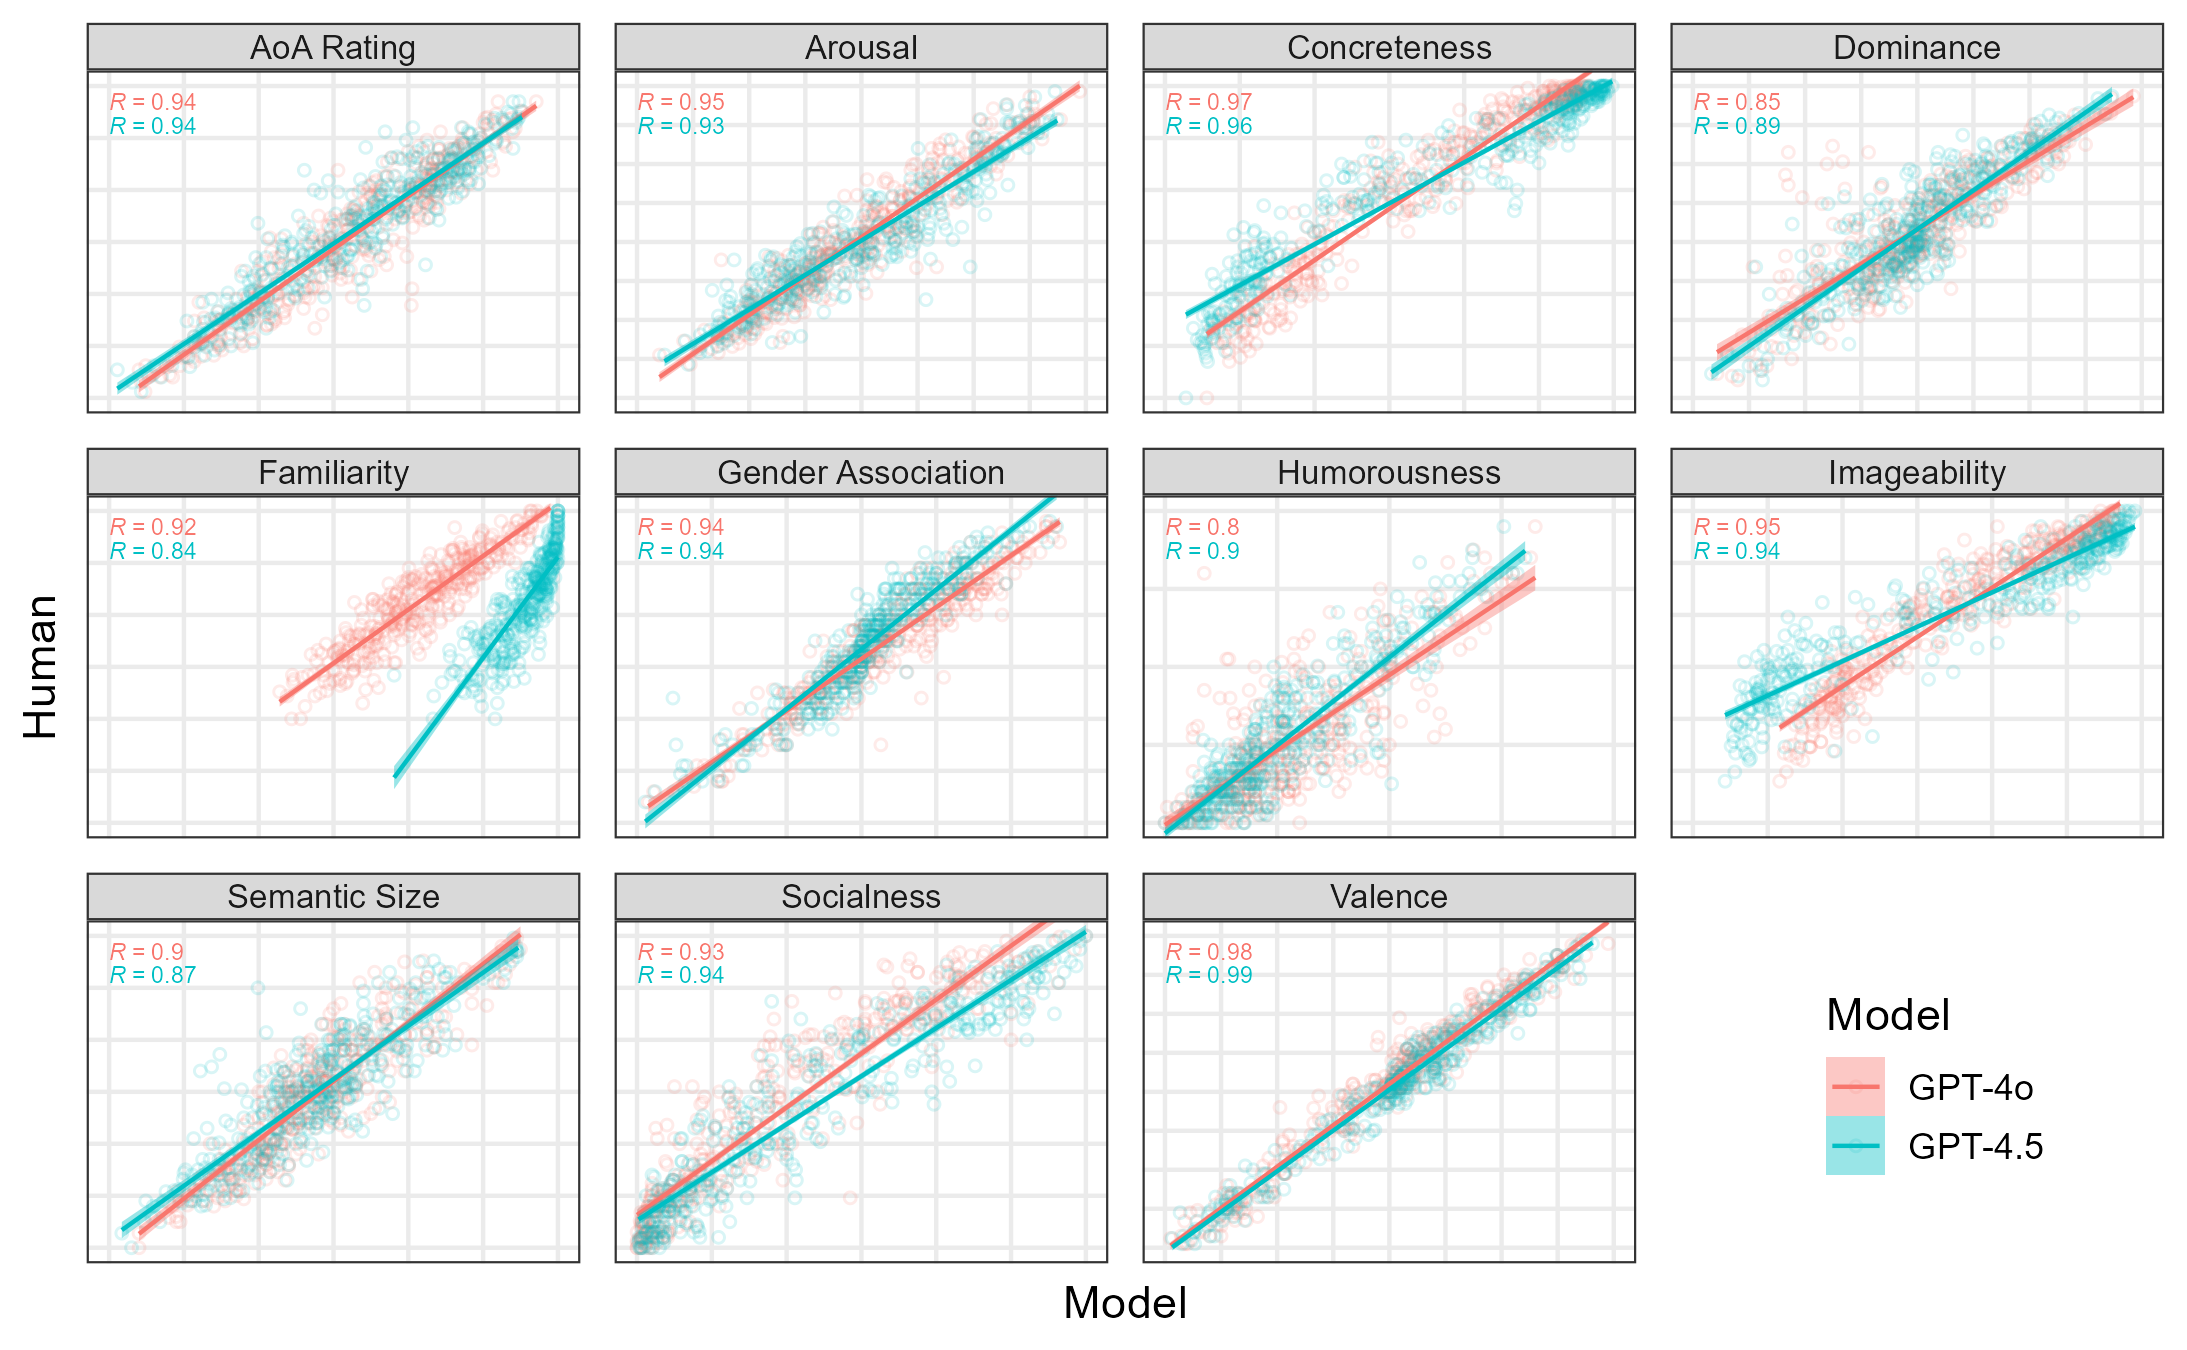 AoA Rating
R = 0.94
R = 0.94
Arousal
R = 0.95
R = 0.93
Concreteness
R = 0.97
R = 0.96
Dominance
R = 0.85
R = 0.89
Familiarity
R = 0.92
R = 0.84
Gender Association
R = 0.94
R = 0.94
Humorousness
R = 0.8
R = 0.9
Imageability
R = 0.95
R = 0.94
Semantic Size
R = 0.9
R = 0.87
Socialness
R = 0.93
R = 0.94
Valence
R = 0.98
R = 0.99
Human
Model
Model
GPT-4o
GPT-4.5